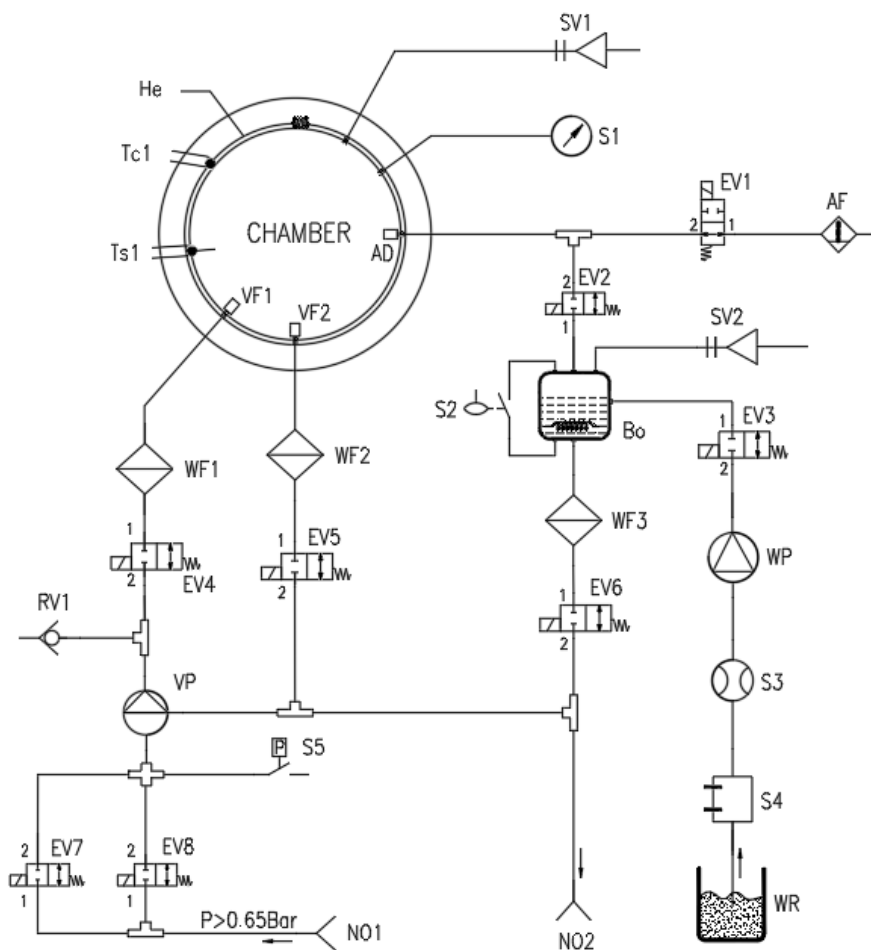 SV1
He
S1
Tc1
EV1
AF
CHAMBER
2
1
AD
Ts1
EV2
2
1
VF1
VF2
SV2
S2
Bo
EV3
1
2
WF1
WF2
WF3
WP
1
EV5
2
1
EV4
2
EV6
1
2
RV1
VP
S3
P
S5
S4
2
EV7
1
2
EV8
1
P>0.65Bar
NO1
NO2
WR